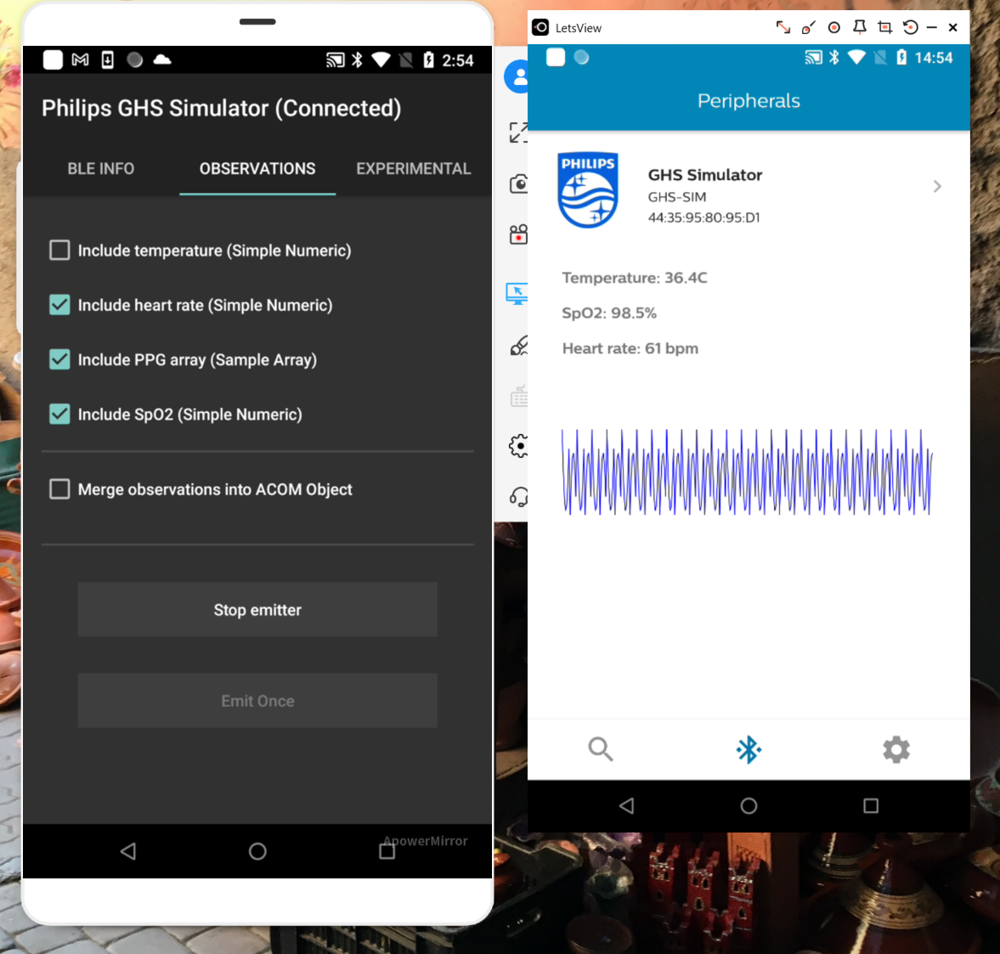 2:54
Philips GHS Simulator (Connected)
BLE INFO
OBSERVATIONS
EXPERIMENTAL
Include temperature (Simple Numeric)
Include heart rate (Simple Numeric)
Include PPG array (Sample Array)
Include SpO2 (Simple Numeric)
Merge observations into ACOM Object
Stop emitter
Emit Once
ApowerMirror
LetsView
14:54
Peripherals
PHILIPS
GHS Simulator
GHS-SIM
44:35:95:80:95:D1
Temperature: 36.4C
SpO2: 98.5%
Heart rate: 61 bpm